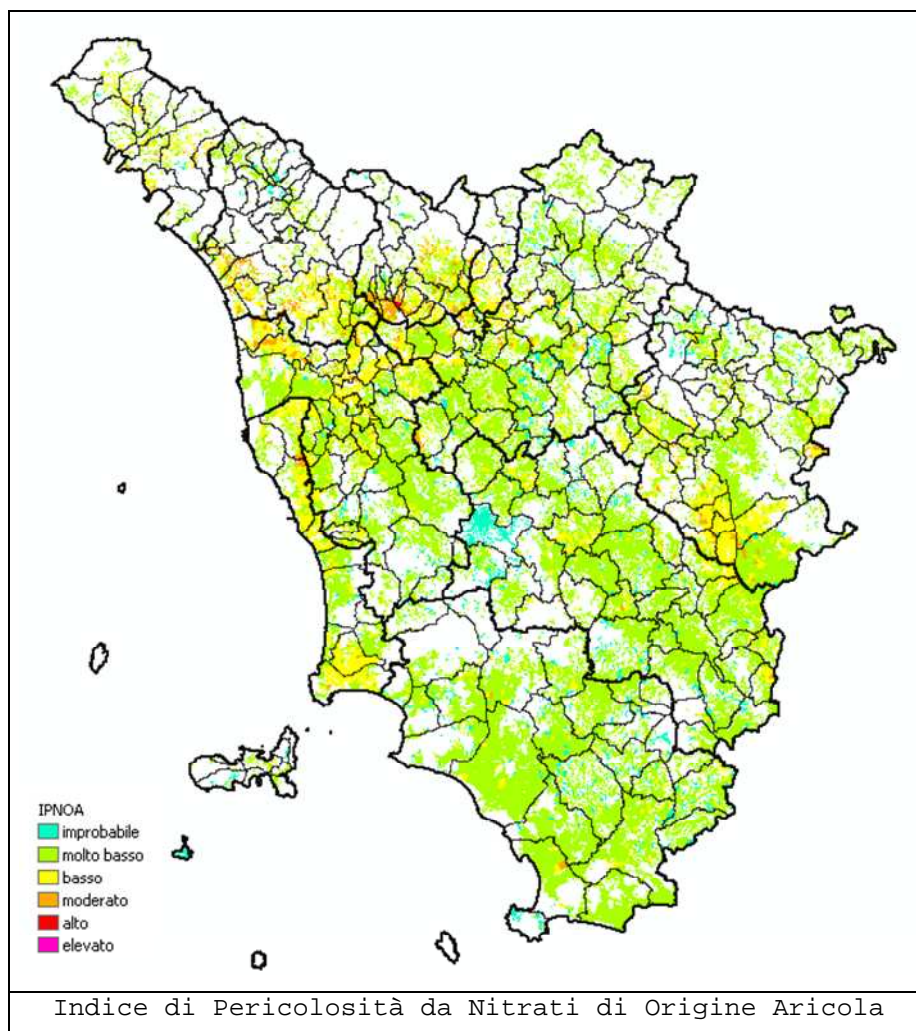 IPNOA
improbabile
molto basso
basso
moderato
alto
elevato
Indice di Pericolosità da Nitrati di Origine Aricola